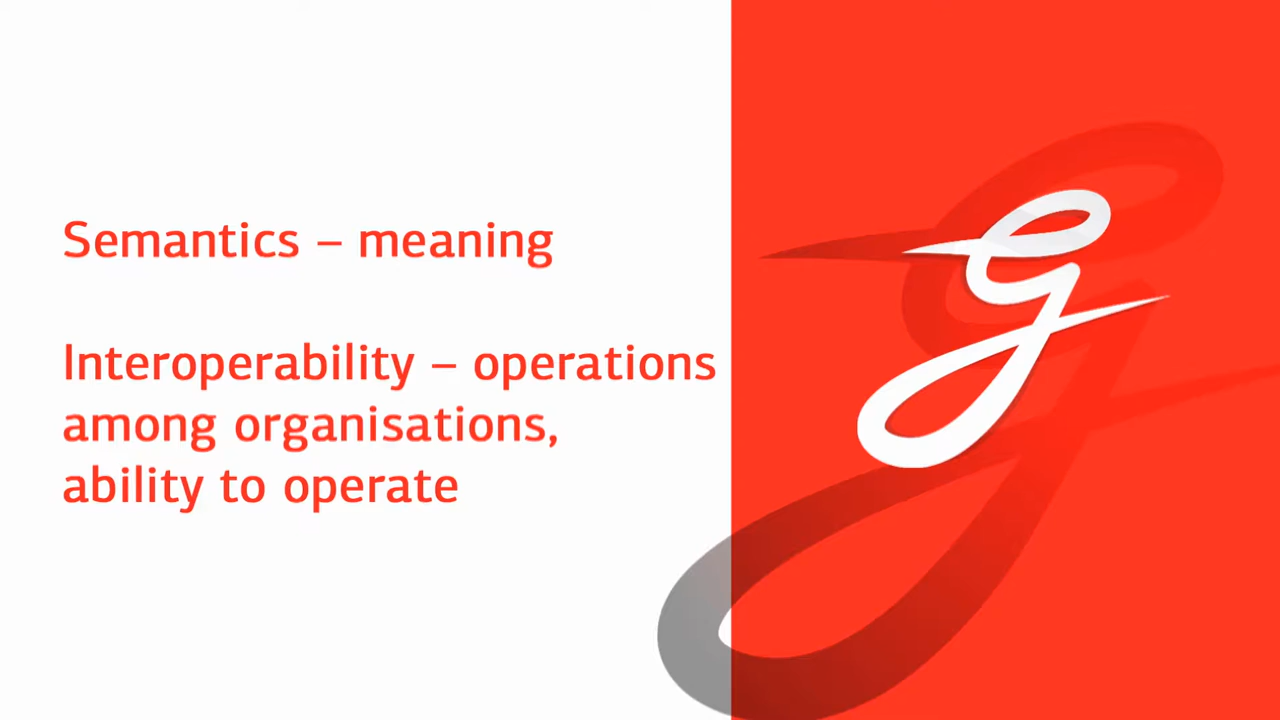 Semantics – meaning
Interoperability – operations
among organisations,
ability to operate